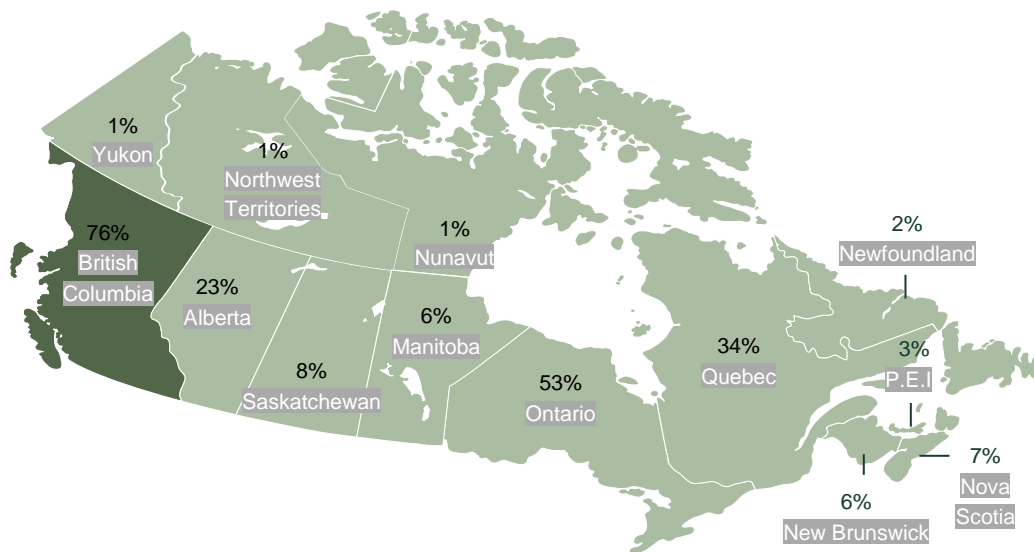 1%
Yukon
1%
Northwest
Territories
76%
British
Columbia
1%
Nunavut
2%
Newfoundland
23%
Alberta
6%
Manitoba
8%
Saskatchewan
53%
Ontario
34%
Quebec
3%
P.E.I
7%
Nova
Scotia
6%
New Brunswick